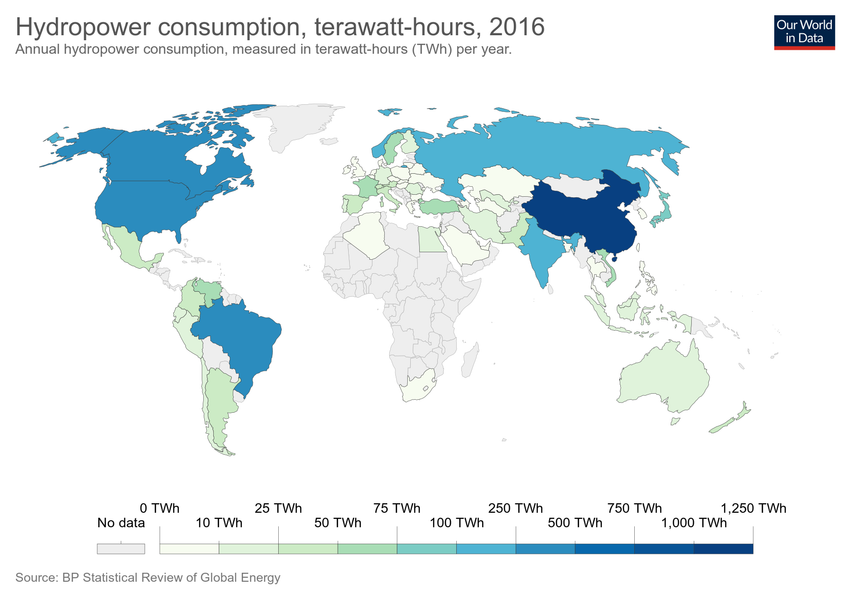 Hydropower consumption, terawatt-hours, 2016
Annual hydropower consumption, measured in terawatt-hours (TWh) per year.
Our World
in Data
0 TWh 25 TWh 75 TWh 250 TWh 750 TWh 1,250 TWh
No data 10 TWh 50 TWh 100 TWh 500 TWh 1,000 TWh
Source: BP Statistical Review of Global Energy